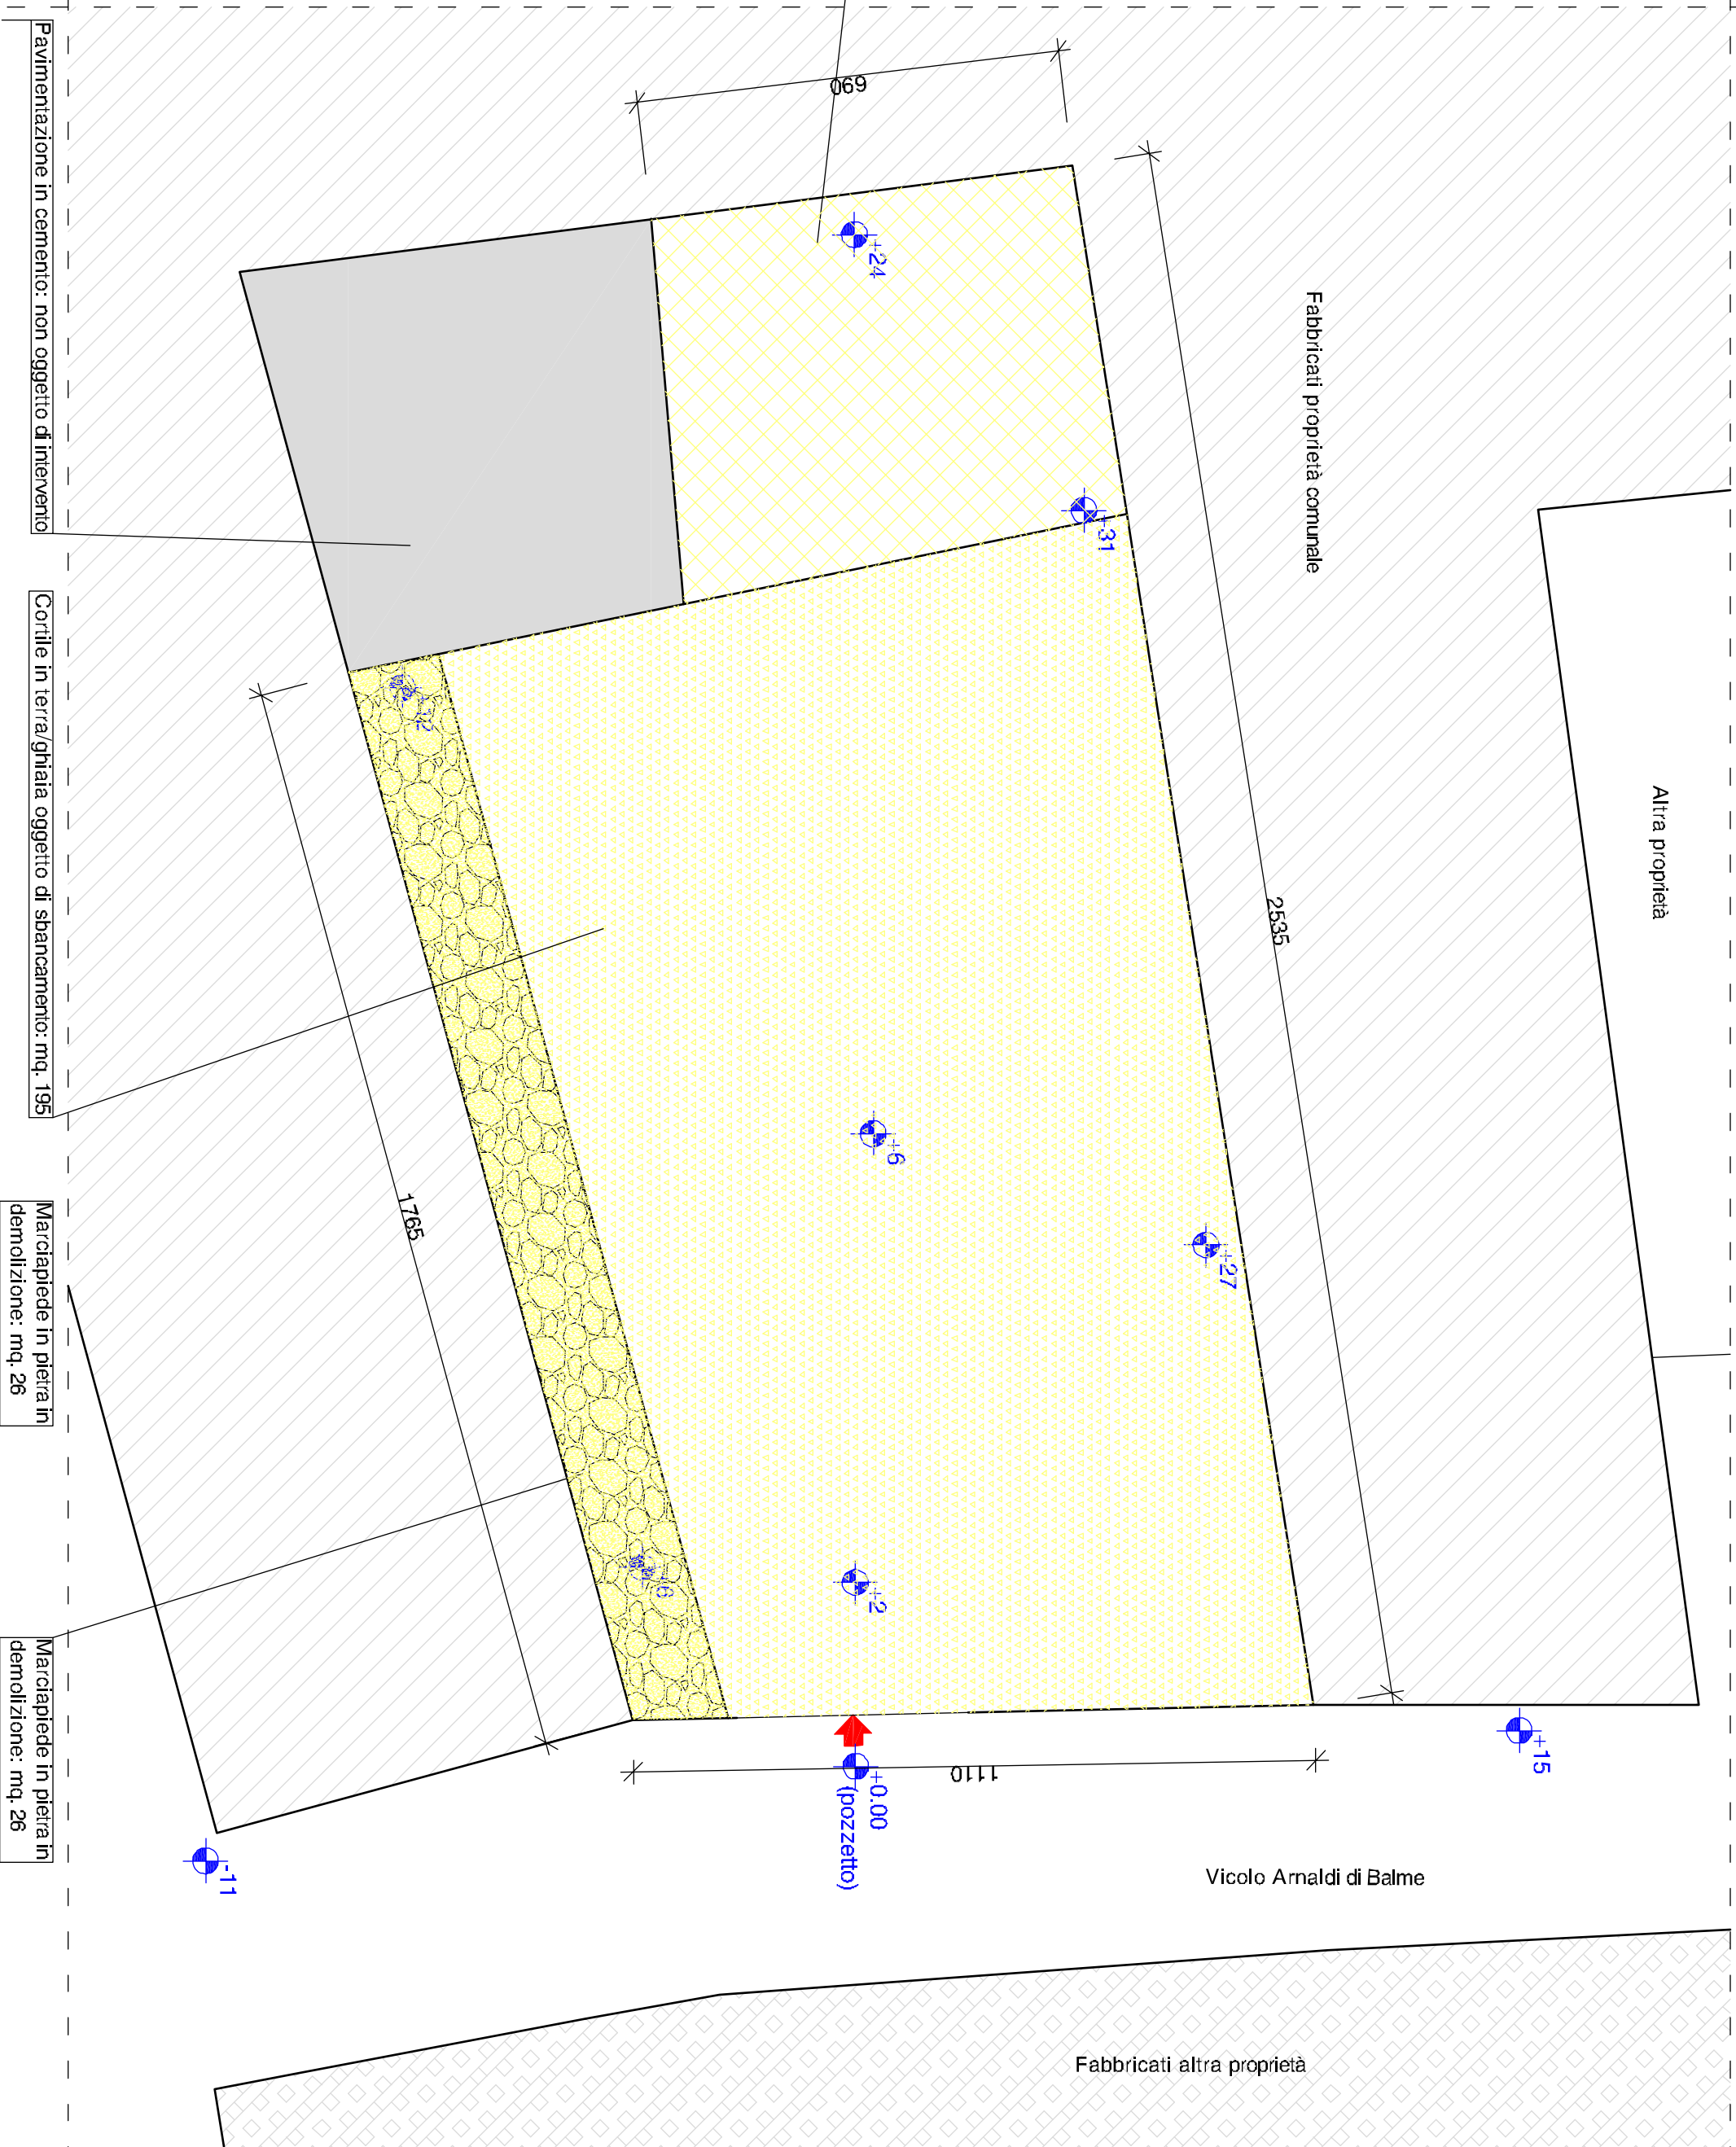 690
+24
Fabbricati proprietà comunale
+31
Altra proprietà
2535
+6
+27
1765
+2
+15
1110
+0.00
(pozzetto)
-11
Vicolo Arnaldi di Balme
Fabbricati altra proprietà
Pavimentazione in cemento: non oggetto di intervento
Cortile in terra/ghiaia oggetto di sbancamento: mq. 195
Marciapiede in pietra in
demolizione: mq. 26
Marciapiede in pietra in
demolizione: mq. 26